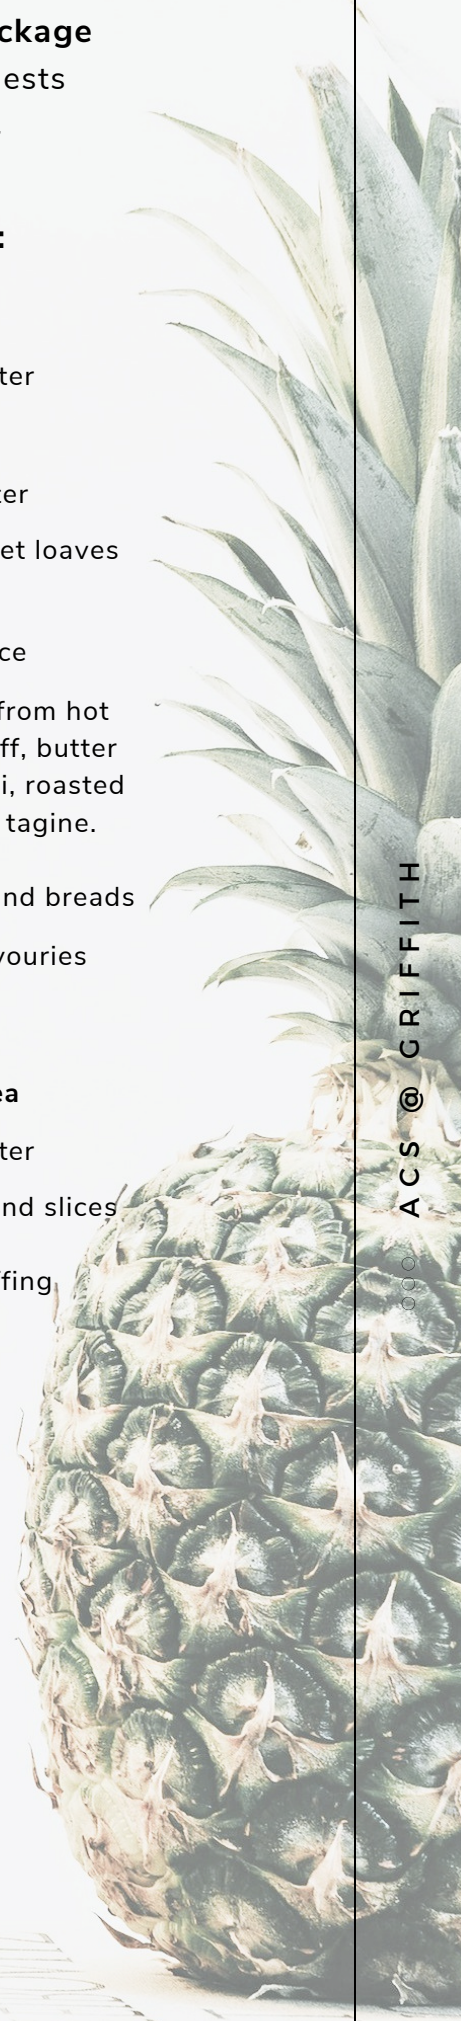 ckage
ests
:
ter
ter
et loaves
ce
from hot
ff, butter
i, roasted
tagine.
nd breads
vouries
ea
ter
nd slices
ffing
ACS @ GRIFFITH